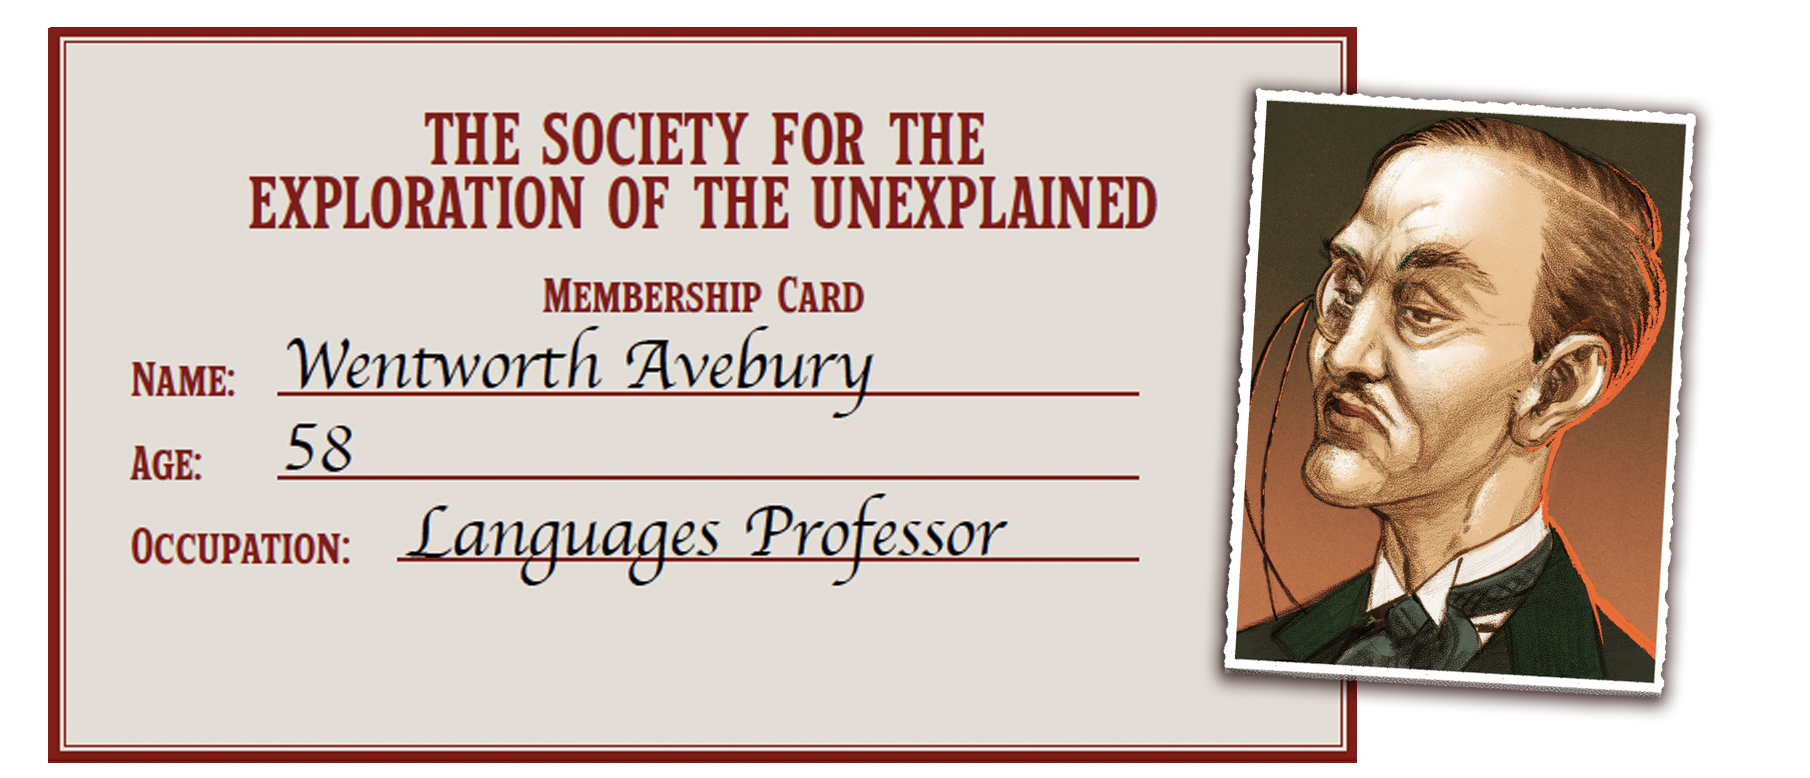 THE SOCIETY FOR THE
EXPLORATION OF THE UNEXPLAINED
MEMBERSHIP CARD
NAME: Wentworth Avebury
AGE: 58
OCCUPATION: Languages Professor